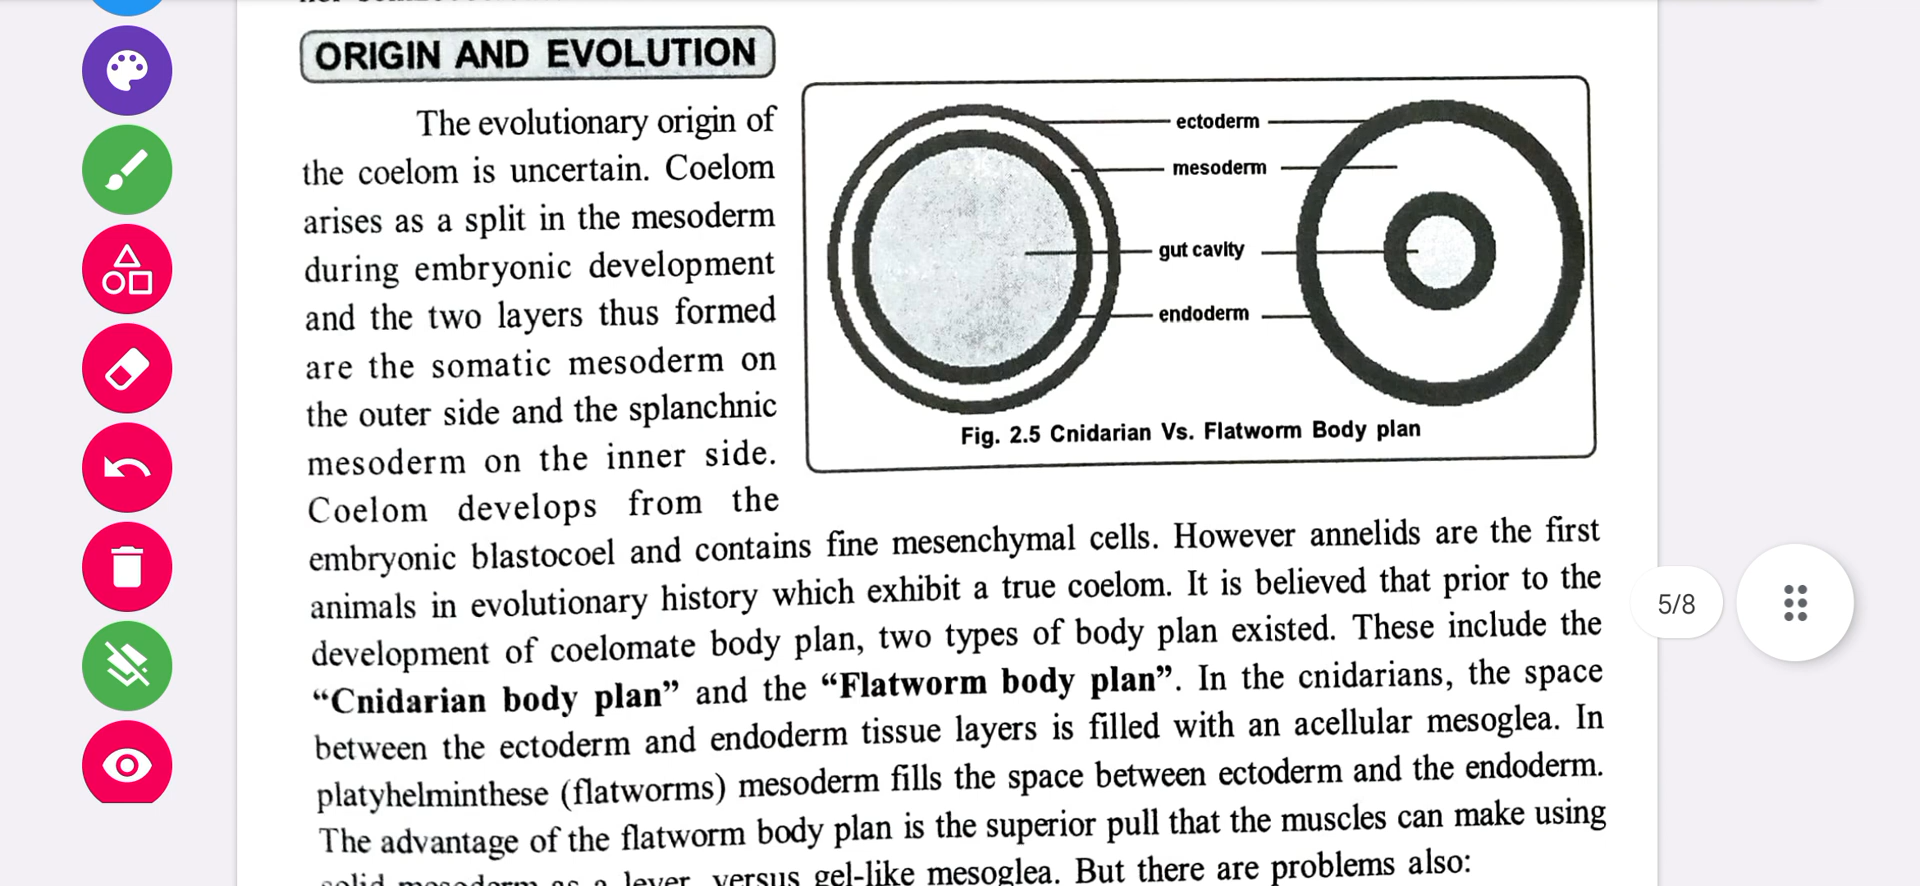 ORIGIN AND EVOLUTION
The evolutionary origin of
the coelom is uncertain. Coelom
arises as a split in the mesoderm
during embryonic development
and the two layers thus formed
are the somatic mesoderm on
the outer side and the splanchnic
mesoderm on the inner side.
Coelom develops from the
ectoderm
mesoderm
gut cavity
endoderm
Fig. 2.5 Cnidarian Vs. Flatworm Body plan
embryonic blastocoel and contains fine mesenchymal cells. However annelids are the first
animals in evolutionary history which exhibit a true coelom. It is believed that prior to the
development of coelomate body plan, two types of body plan existed. These include the
“Cnidarian body plan” and the “Flatworm body plan”. In the cnidarians, the space
between the ectoderm and endoderm tissue layers is filled with an acellular mesoglea. In
platyhelminthese (flatworms) mesoderm fills the space between ectoderm and the endoderm.
The advantage of the flatworm body plan is the superior pull that the muscles can make using
solid mesoderm as a lever, versus gel-like mesoglea. But there are problems also:
5/8